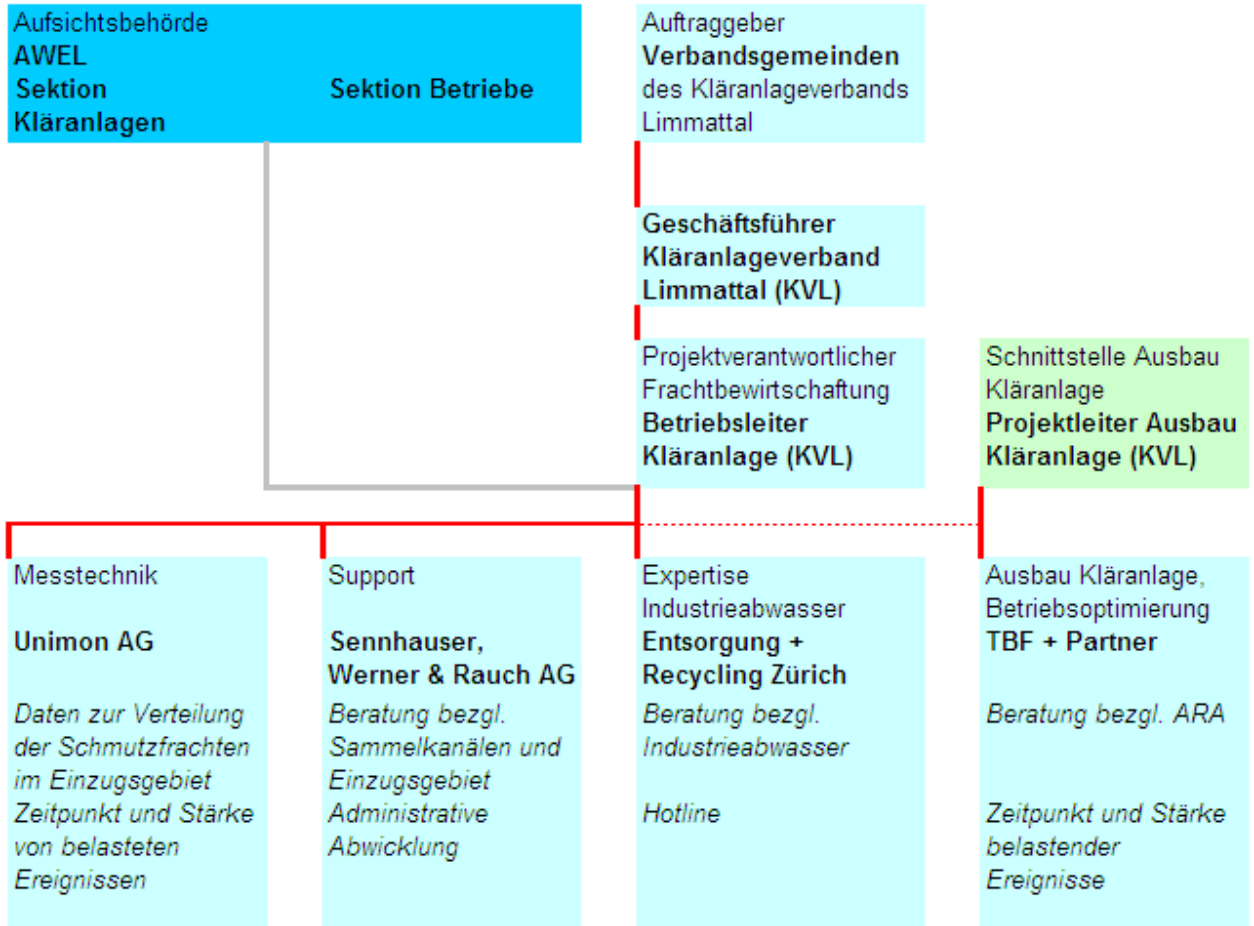 Aufsichtsbehörde
AWEL
Sektion
Kläranlagen
Sektion Betriebe
Auftraggeber
Verbandsgemeinden
des Kläranlageverbands
Limmattal
Geschäftsführer
Kläranlageverband
Limmattal (KVL)
Projektverantwortlicher
Frachtbewirtschaftung
Betriebsleiter
Kläranlage (KVL)
Schnittstelle Ausbau
Kläranlage
Projektleiter Ausbau
Kläranlage (KVL)
Messtechnik
Unimon AG
Daten zur Verteilung
der Schmutzfrachten
im Einzugsgebiet
Zeitpunkt und Stärke
von belasteten
Ereignissen
Support
Sennhauser,
Werner & Rauch AG
Beratung bezgl.
Sammelkanälen und
Einzugsgebiet
Administrative
Abwicklung
Expertise
Industrieabwasser
Entsorgung +
Recycling Zürich
Beratung bezgl.
Industrieabwasser
Hotline
Ausbau Kläranlage,
Betriebsoptimierung
TBF + Partner
Beratung bezgl. ARA
Zeitpunkt und Stärke
belastender
Ereignisse